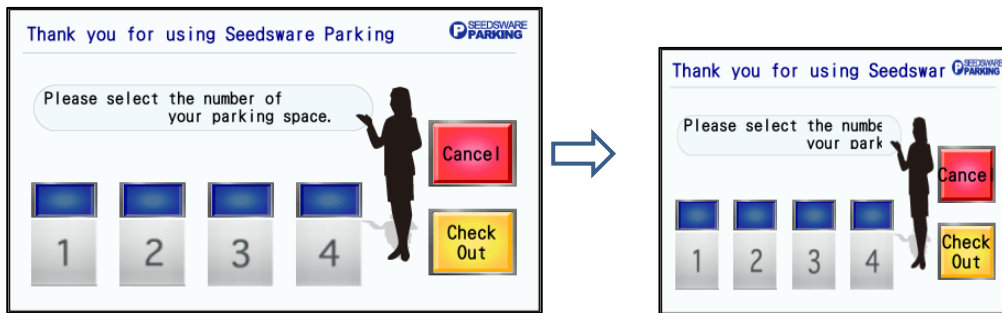 Thank you for using Seedsware Parking
SEEDSWARE
PARKING
Please select the number of
your parking space.
Cancel
1 2 3 4
Check
Out
Thank you for using Seedswar
SEEDSWARE
PARKING
Please select the numbe
your park
Cancel
1 2 3 4
Check
Out